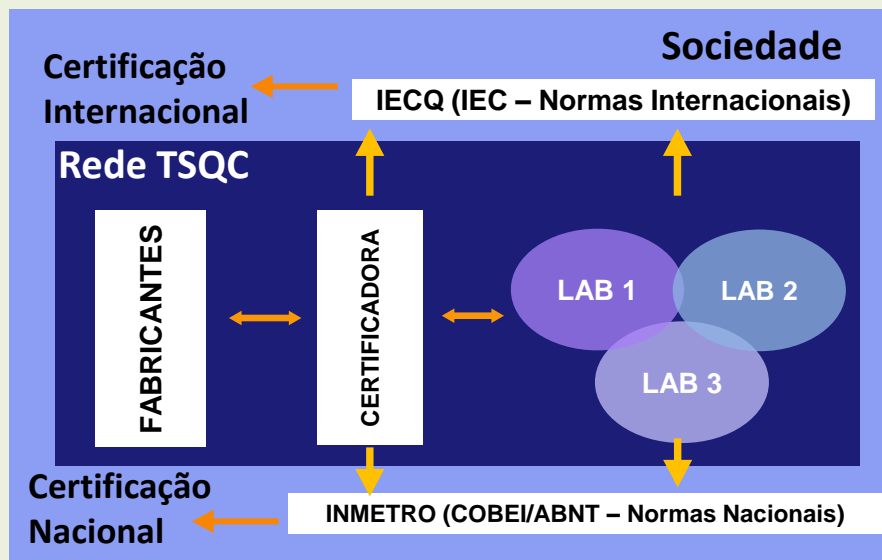 Sociedade
Certificação
Internacional
IECQ (IEC – Normas Internacionais)
Rede TSQC
FABRICANTES
CERTIFICADORA
LAB 1
LAB 2
LAB 3
Certificação
Nacional
INMETRO (COBEI/ABNT – Normas Nacionais)